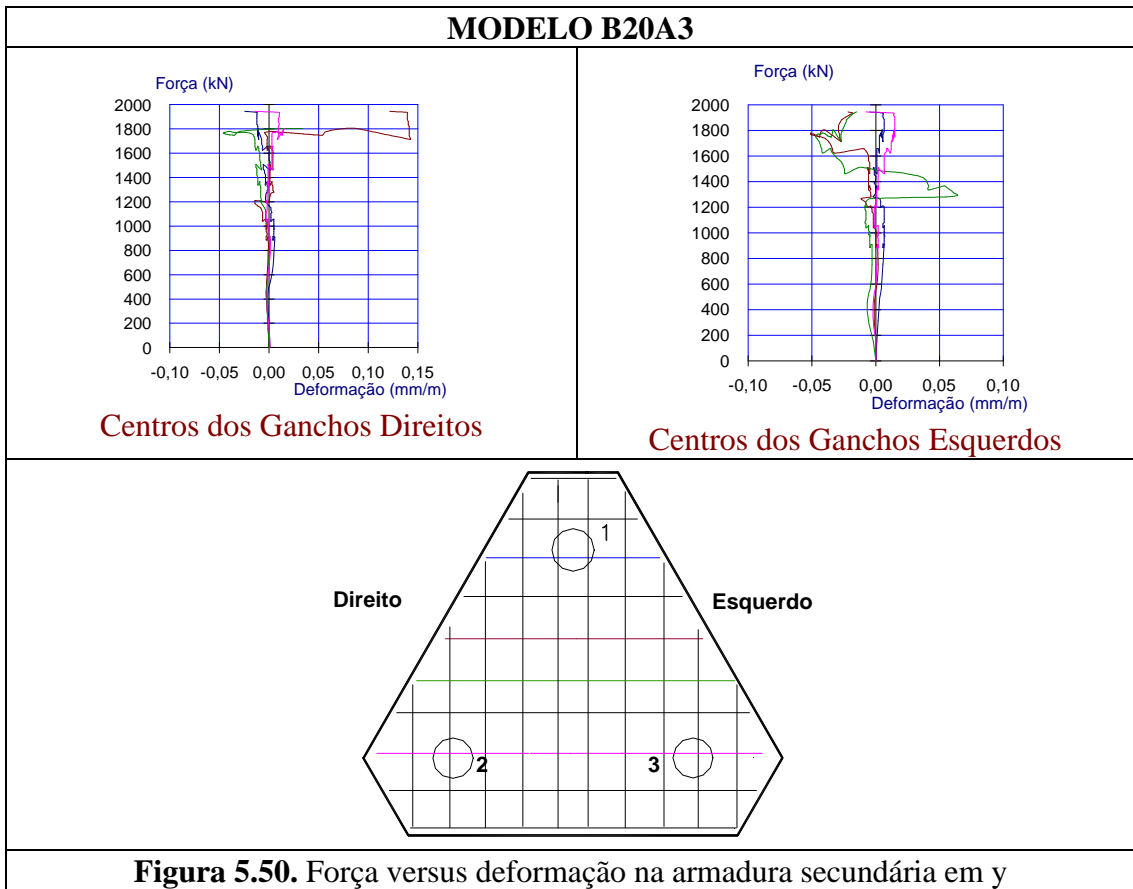 MODELO B20A3
Força (kN)
2000
1800
1600
1400
1200
1000
800
600
400
200
0
-0,10 -0,05 0,00 0,05 0,10 0,15
Deformação (mm/m)
Centros dos Ganchos Direitos
Força (kN)
2000
1800
1600
1400
1200
1000
800
600
400
200
0
-0,10 -0,05 0,00 0,05 0,10
Deformação (mm/m)
Centros dos Ganchos Esquerdos
1
Direito
Esquerdo
2
3
Figura 5.50. Força versus deformação na armadura secundária em y